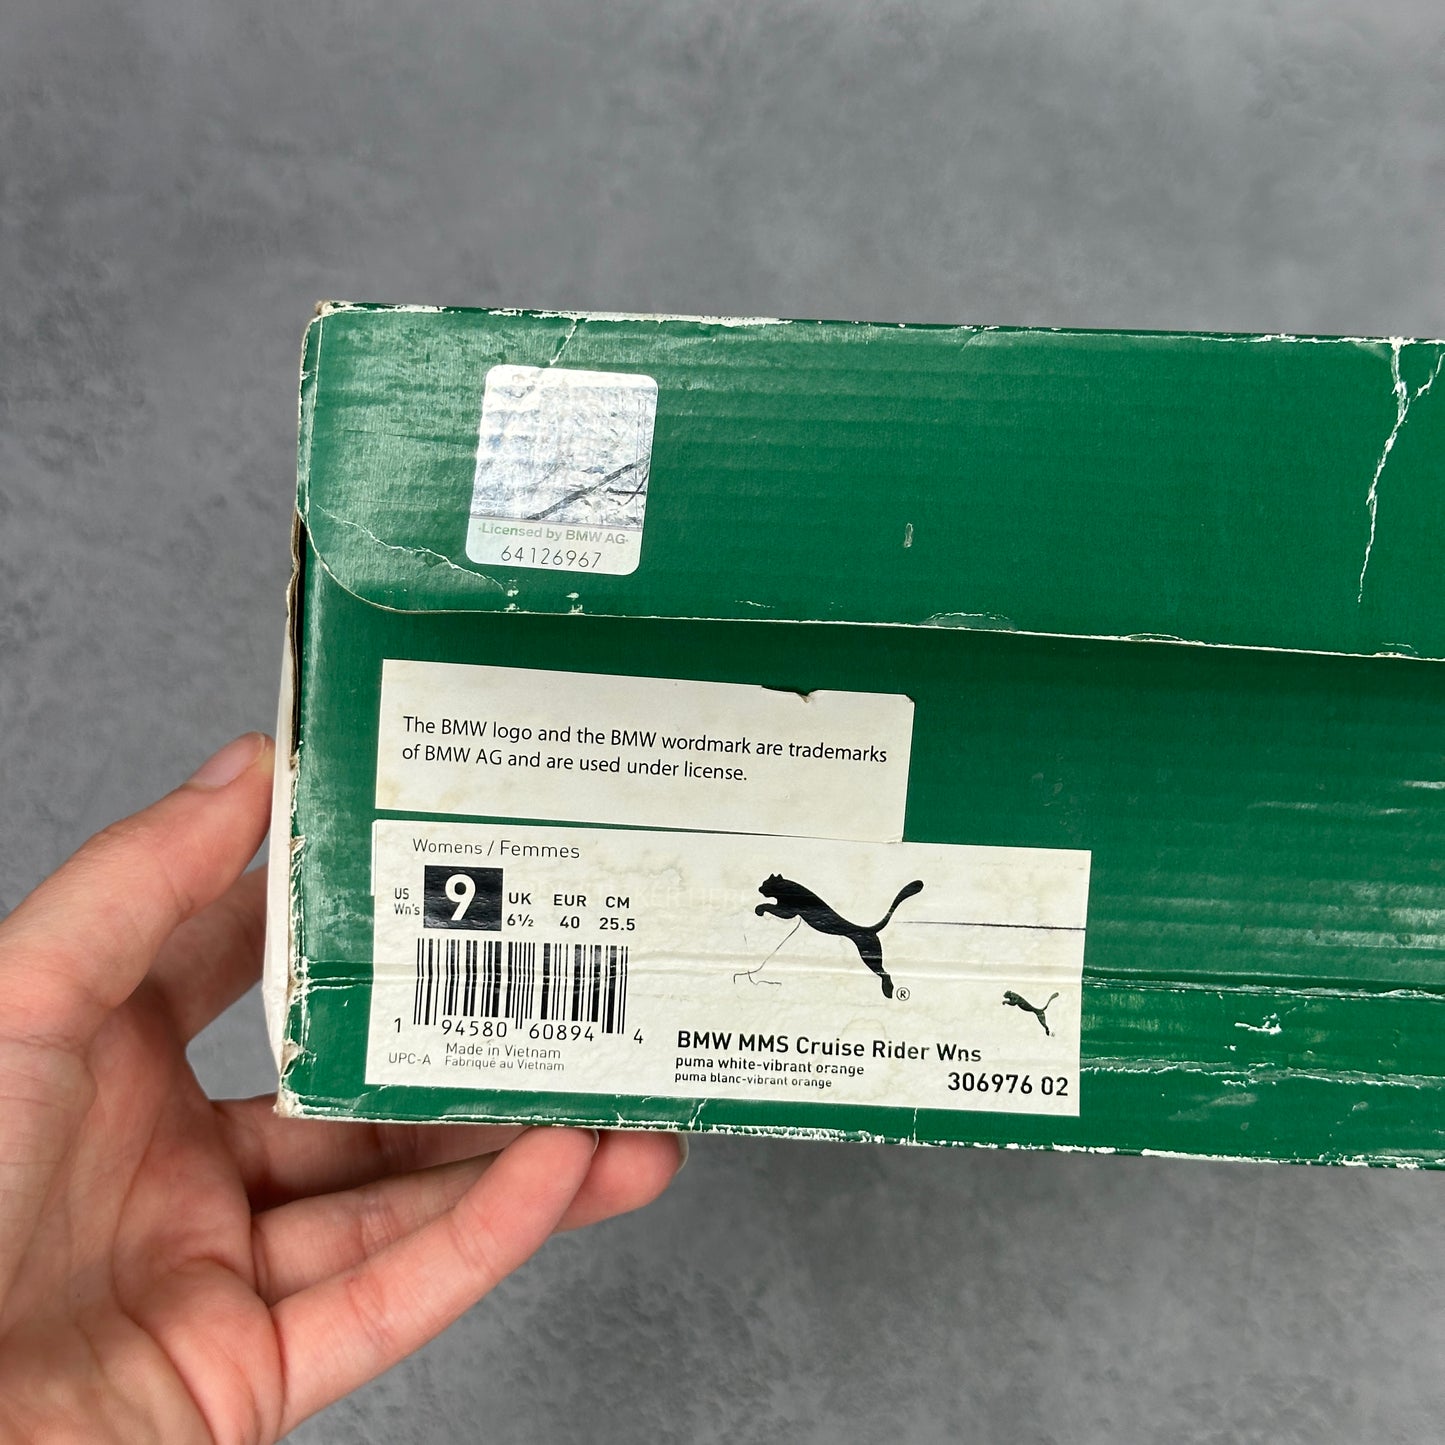 ·Licensed by BMW AG·
64126967
The BMW logo and the BMW wordmark are trademarks
of BMW AG and are used under license.
Womens / Femmes
US
Wn's
9
UK EUR CM
6½ 40 25.5
1 94580 60894 4
UPC-A
Made in Vietnam
Fabriqué au Vietnam
®
BMW MMS Cruise Rider Wns
puma white-vibrant orange
puma blanc-vibrant orange
306976 02